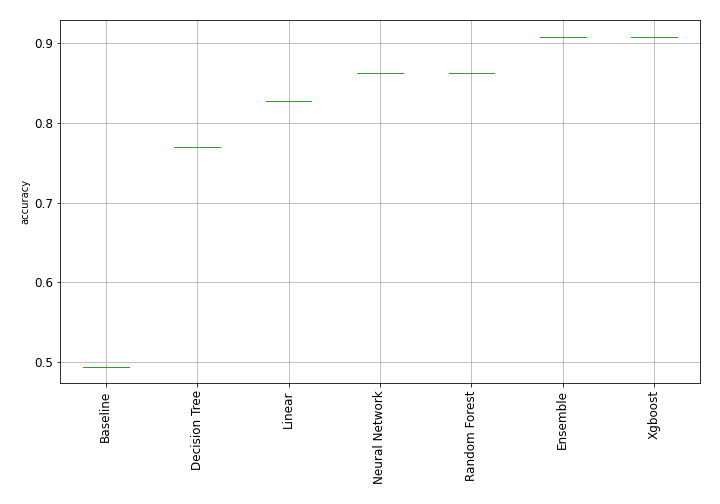 0.9
0.8
0.7
0.6
0.5
accuracy
Baseline
Decision Tree
Linear
Neural Network
Random Forest
Ensemble
Xgboost